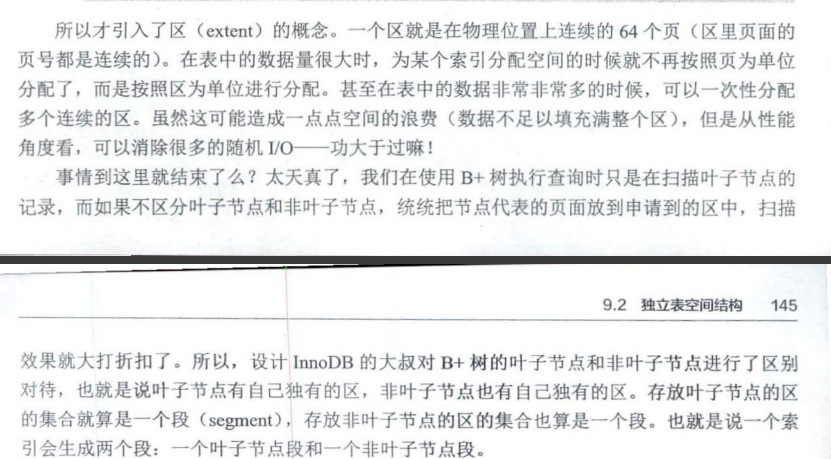 所以才引入了区（extent）的概念。一个区就是在物理位置上连续的 64 个页（区里页面的
页号都是连续的）。在表中的数据量很大时，为某个索引分配空间的时候就不再按照页为单位
分配了，而是按照区为单位进行分配。甚至在表中的数据非常非常多的时候，可以一次性分配
多个连续的区。虽然这可能造成一点点空间的浪费（数据不足以填充满整个区），但是从性能
角度看，可以消除很多的随机 I/O——功大于过嘛！
事情到这里就结束了么？太天真了，我们在使用 B+ 树执行查询时只是在扫描叶子节点的
记录，而如果不区分叶子节点和非叶子节点，统统把节点代表的页面放到申请到的区中，扫描
9.2 独立表空间结构 145
效果就大打折扣了。所以，设计 InnoDB 的大叔对 B+ 树的叶子节点和非叶子节点进行了区别
对待，也就是说叶子节点有自己独有的区，非叶子节点也有自己独有的区。存放叶子节点的区
的集合就算是一个段（segment），存放非叶子节点的区的集合也算是一个段。也就是说一个索
引会生成两个段：一个叶子节点段和一个非叶子节点段。